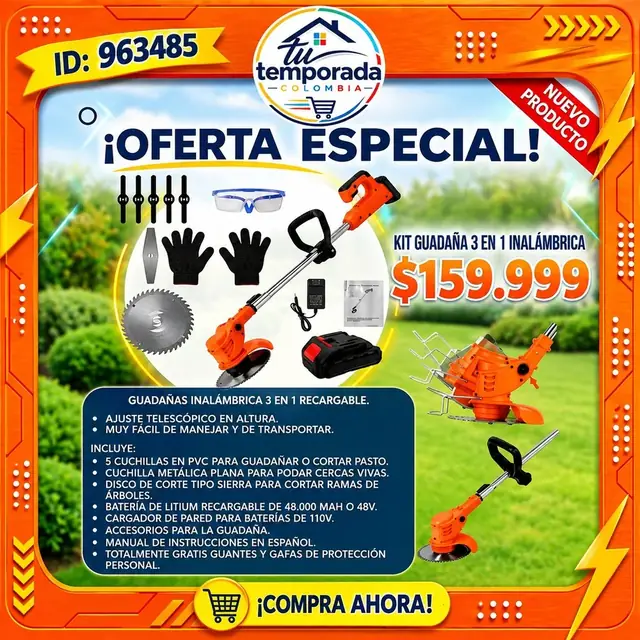 ID: 963485
tu
temporada
COLOMBIA
NUEVO
PRODUCTO
¡OFERTA ESPECIAL!
KIT GUADAÑA 3 EN 1 INALÁMBRICA
$159.999
GUADAÑAS INALÁMBRICA 3 EN 1 RECARGABLE.
• AJUSTE TELESCÓPICO EN ALTURA.
• MUY FÁCIL DE MANEJAR Y DE TRANSPORTAR.
INCLUYE:
• 5 CUCHILLAS EN PVC PARA GUADAÑAR O CORTAR PASTO.
• CUCHILLA METÁLICA PLANA PARA PODAR CERCAS VIVAS.
• DISCO DE CORTE TIPO SIERRA PARA CORTAR RAMAS DE
ÁRBOLES.
• BATERÍA DE LITIUM RECARGABLE DE 48.000 MAH O 48V.
• CARGADOR DE PARED PARA BATERÍAS DE 110V.
• ACCESORIOS PARA LA GUADAÑA.
• MANUAL DE INSTRUCCIONES EN ESPAÑOL.
• TOTALMENTE GRATIS GUANTES Y GAFAS DE PROTECCIÓN
PERSONAL.
¡COMPRA AHORA!